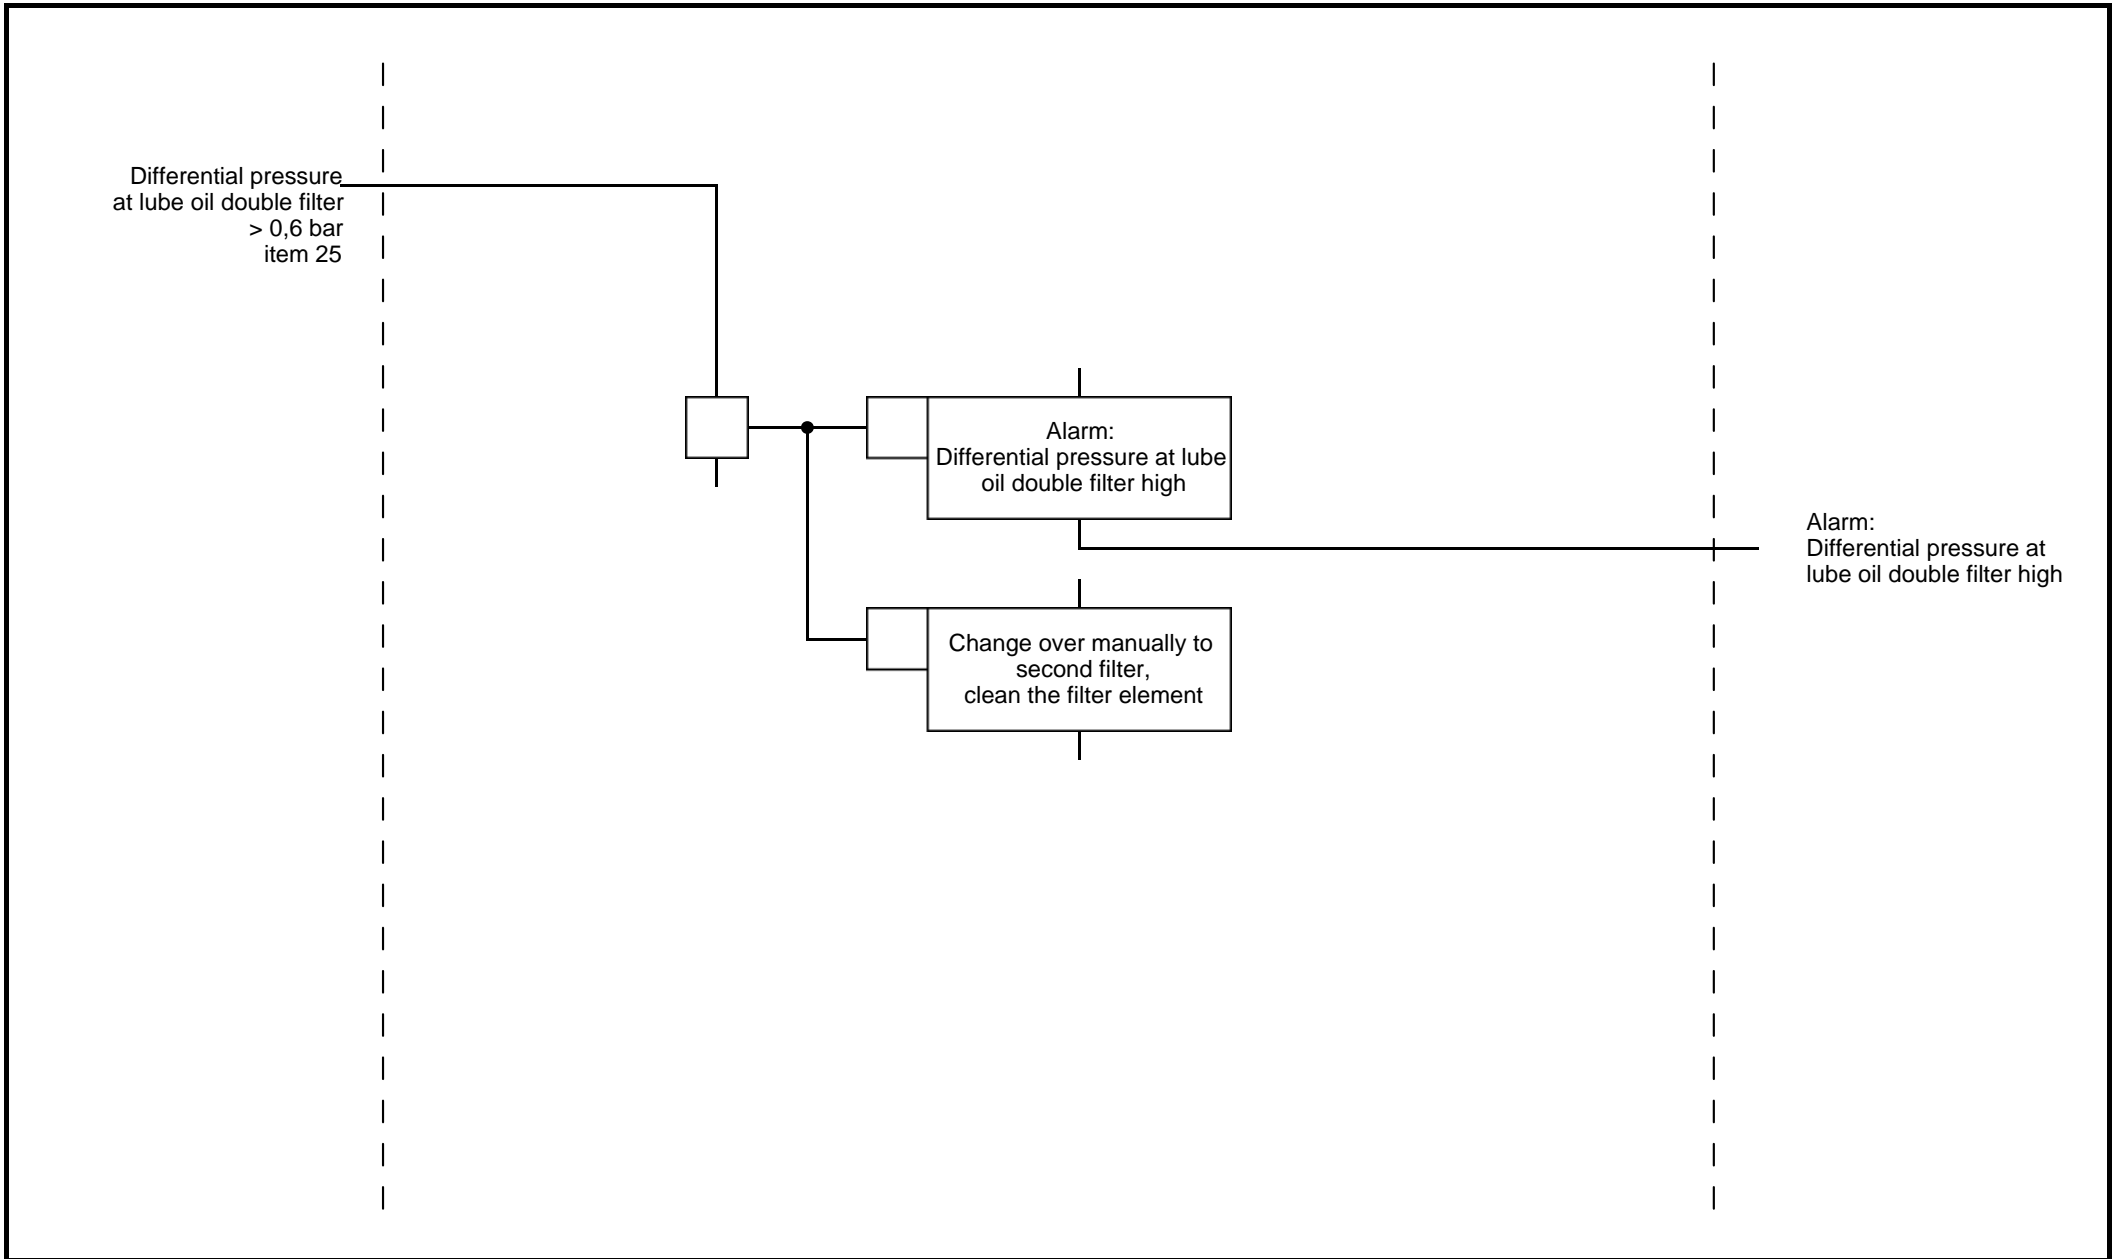 Differential pressure
at lube oil double filter
> 0,6 bar
item 25
Alarm:
Differential pressure at lube
oil double filter high
Alarm:
Differential pressure at
lube oil double filter high
Change over manually to
second filter,
clean the filter element